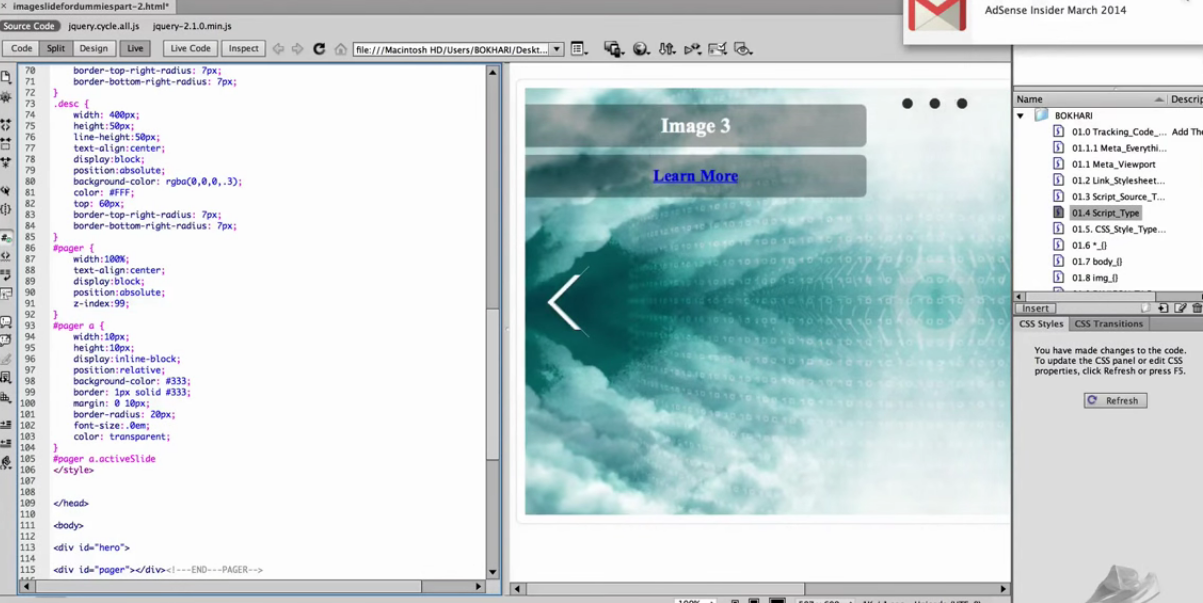 imageslidefordummiespart-2.html*
AdSense Insider March 2014
Source Code jquery.cycle.all.js jquery-2.1.0.min.js
Code Split Design Live Live Code Inspect file:///Macintosh HD/Users/BOKHARI/Deskt...
70 border-top-right-radius: 7px;
71 border-bottom-right-radius: 7px;
72 }
73 .desc {
74 width: 400px;
75 height:50px;
76 line-height:50px;
77 text-align:center;
78 display:block;
79 position:absolute;
80 background-color: rgba(0,0,0,.3);
81 color: #FFF;
82 top: 60px;
83 border-top-right-radius: 7px;
84 border-bottom-right-radius: 7px;
85 }
86 #pager {
87 width:100%;
88 text-align:center;
89 display:block;
90 position:absolute;
91 z-index:99;
92 }
93 #pager a {
94 width:10px;
95 height:10px;
96 display:inline-block;
97 position:relative;
98 background-color: #333;
99 border: 1px solid #333;
100 margin: 0 10px;
101 border-radius: 20px;
102 font-size:.0em;
103 color: transparent;
104 }
105 #pager a.activeSlide
106 </style>
107
108
109 </head>
110
111 <body>
112
113 <div id="hero">
114
115 <div id="pager"></div><!---END---PAGER-->
Image 3
Learn More
Name Descrip
BOKHARI
01.0 Tracking_Code_... Add The
01.1.1 Meta_Everythi...
01.1 Meta_Viewport
01.2 Link_Stylesheet...
01.3 Script_Source_T...
01.4 Script_Type
01.5. CSS_Style_Type...
01.6 *_{}
01.7 body_{}
01.8 img_{}
Insert
CSS Styles CSS Transitions
You have made changes to the code.
To update the CSS panel or edit CSS
properties, click Refresh or press F5.
Refresh